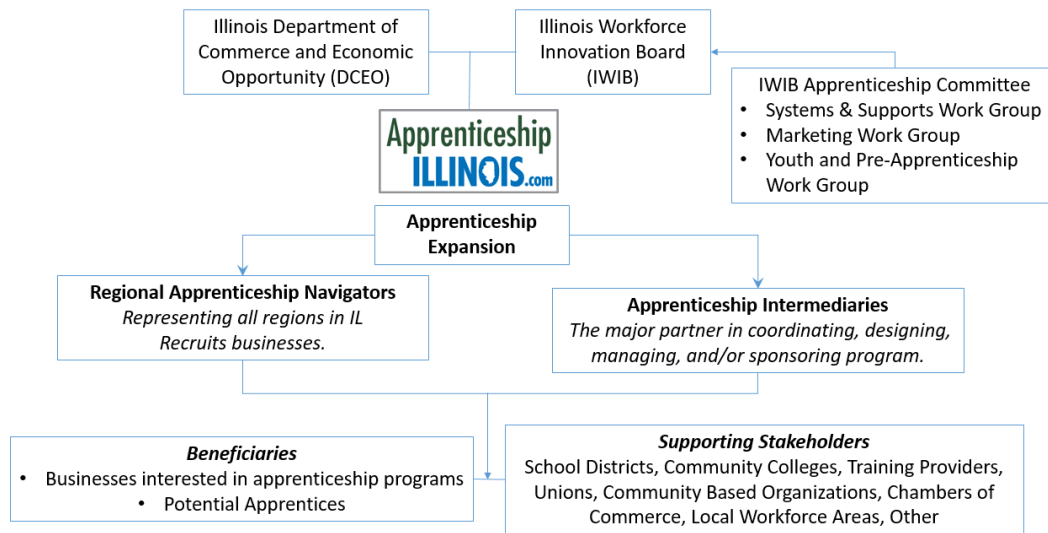 Illinois Department of
Commerce and Economic
Opportunity (DCEO)
Illinois Workforce
Innovation Board
(IWIB)
IWIB Apprenticeship Committee
• Systems & Supports Work Group
• Marketing Work Group
• Youth and Pre-Apprenticeship
Work Group
Apprenticeship
ILLINOIS.com
Apprenticeship
Expansion
Regional Apprenticeship Navigators
Representing all regions in IL
Recruits businesses.
Apprenticeship Intermediaries
The major partner in coordinating, designing,
managing, and/or sponsoring program.
Beneficiaries
• Businesses interested in apprenticeship programs
• Potential Apprentices
Supporting Stakeholders
School Districts, Community Colleges, Training Providers,
Unions, Community Based Organizations, Chambers of
Commerce, Local Workforce Areas, Other